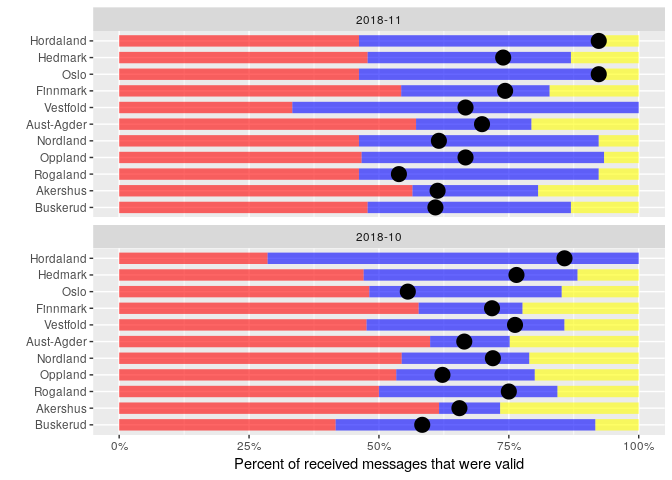 2018-11
Hordaland
Hedmark
Oslo
Finnmark
Vestfold
Aust-Agder
Nordland
Oppland
Rogaland
Akershus
Buskerud
2018-10
Hordaland
Hedmark
Oslo
Finnmark
Vestfold
Aust-Agder
Nordland
Oppland
Rogaland
Akershus
Buskerud
0% 25% 50% 75% 100%
Percent of received messages that were valid